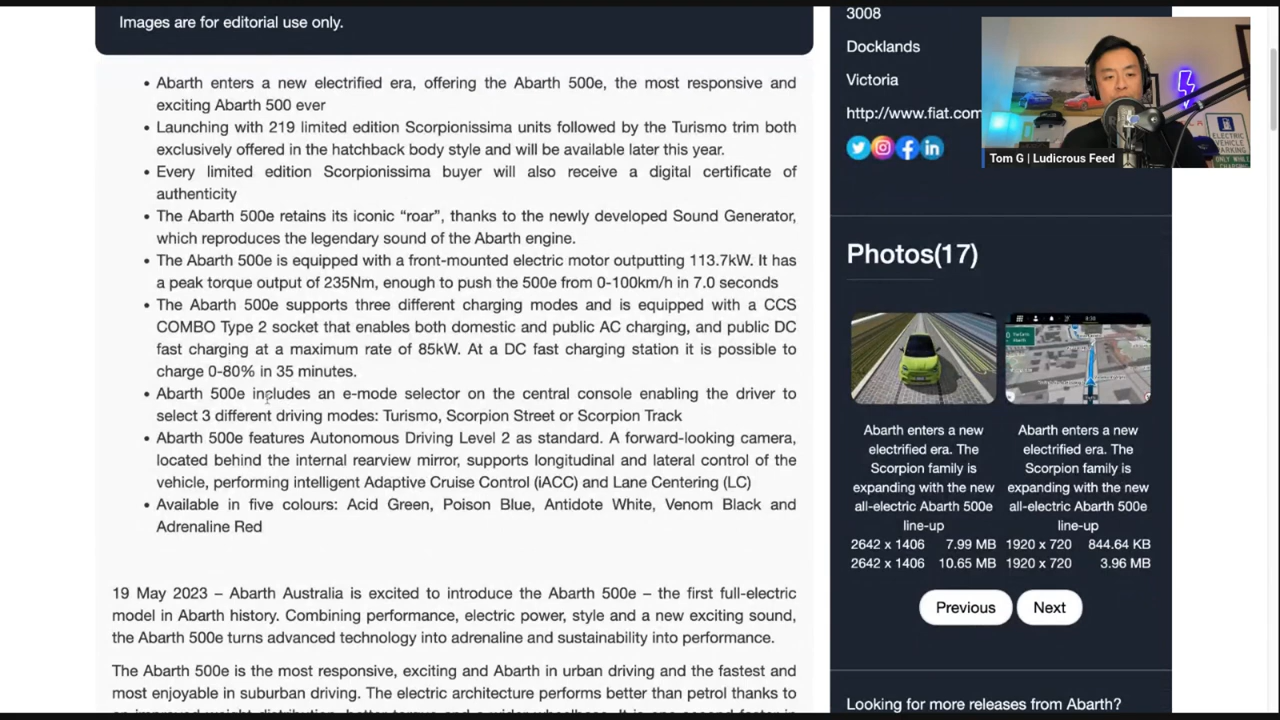 Images are for editorial use only.
• Abarth enters a new electrified era, offering the Abarth 500e, the most responsive and
exciting Abarth 500 ever
• Launching with 219 limited edition Scorpionissima units followed by the Turismo trim both
exclusively offered in the hatchback body style and will be available later this year.
• Every limited edition Scorpionissima buyer will also receive a digital certificate of
authenticity
• The Abarth 500e retains its iconic “roar”, thanks to the newly developed Sound Generator,
which reproduces the legendary sound of the Abarth engine.
• The Abarth 500e is equipped with a front-mounted electric motor outputting 113.7kW. It has
a peak torque output of 235Nm, enough to push the 500e from 0-100km/h in 7.0 seconds
• The Abarth 500e supports three different charging modes and is equipped with a CCS
COMBO Type 2 socket that enables both domestic and public AC charging, and public DC
fast charging at a maximum rate of 85kW. At a DC fast charging station it is possible to
charge 0-80% in 35 minutes.
• Abarth 500e includes an e-mode selector on the central console enabling the driver to
select 3 different driving modes: Turismo, Scorpion Street or Scorpion Track
• Abarth 500e features Autonomous Driving Level 2 as standard. A forward-looking camera,
located behind the internal rearview mirror, supports longitudinal and lateral control of the
vehicle, performing intelligent Adaptive Cruise Control (iACC) and Lane Centering (LC)
• Available in five colours: Acid Green, Poison Blue, Antidote White, Venom Black and
Adrenaline Red
19 May 2023 – Abarth Australia is excited to introduce the Abarth 500e – the first full-electric
model in Abarth history. Combining performance, electric power, style and a new exciting sound,
the Abarth 500e turns advanced technology into adrenaline and sustainability into performance.
The Abarth 500e is the most responsive, exciting and Abarth in urban driving and the fastest and
most enjoyable in suburban driving. The electric architecture performs better than petrol thanks to
3008
Docklands
Victoria
http://www.fiat.com
Tom G | Ludicrous Feed
ELECTRIC
VEHICLE
PARKING
ONLY WHILE
CHARGING
Photos(17)
Abarth enters a new
electrified era. The
Scorpion family is
expanding with the new
all-electric Abarth 500e
line-up
2642 x 1406 7.99 MB
2642 x 1406 10.65 MB
Abarth enters a new
electrified era. The
Scorpion family is
expanding with the new
all-electric Abarth 500e
line-up
1920 x 720 844.64 KB
1920 x 720 3.96 MB
Previous
Next
Looking for more releases from Abarth?